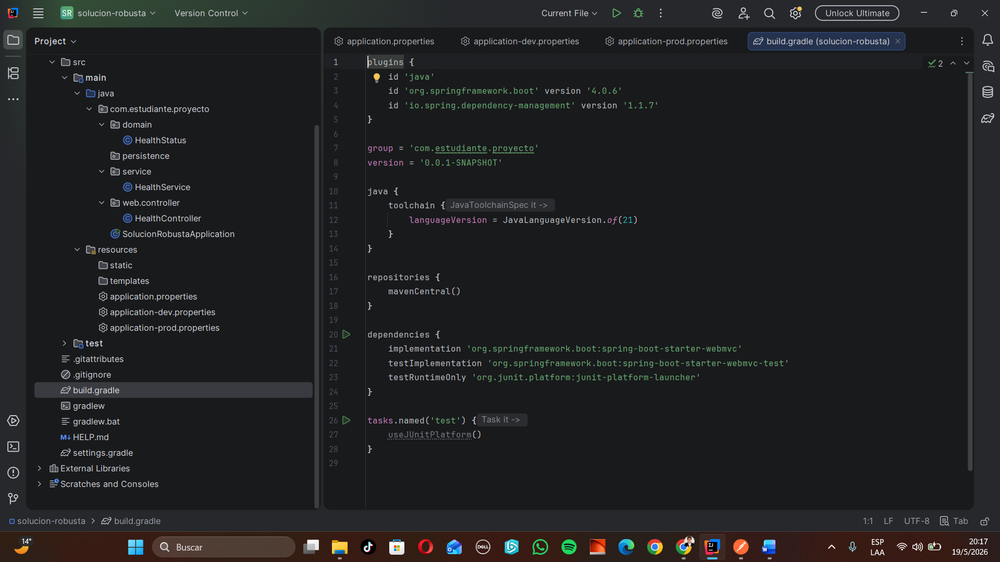 SR solucion-robusta
Version Control
Current File
Unlock Ultimate
Project
src
main
java
com.estudiante.proyecto
domain
HealthStatus
persistence
service
HealthService
web.controller
HealthController
SolucionRobustaApplication
resources
static
templates
application.properties
application-dev.properties
application-prod.properties
test
.gitattributes
.gitignore
build.gradle
gradlew
gradlew.bat
M↓ HELP.md
settings.gradle
External Libraries
Scratches and Consoles
application.properties
application-dev.properties
application-prod.properties
build.gradle (solucion-robusta)
2
1 plugins {
2 id 'java'
3 id 'org.springframework.boot' version '4.0.6'
4 id 'io.spring.dependency-management' version '1.1.7'
5 }
6
7 group = 'com.estudiante.proyecto'
8 version = '0.0.1-SNAPSHOT'
9
10 java {
11 toolchain { JavaToolchainSpec it ->
12 languageVersion = JavaLanguageVersion.of(21)
13 }
14 }
15
16 repositories {
17 mavenCentral()
18 }
19
20 dependencies {
21 implementation 'org.springframework.boot:spring-boot-starter-webmvc'
22 testImplementation 'org.springframework.boot:spring-boot-starter-webmvc-test'
23 testRuntimeOnly 'org.junit.platform:junit-platform-launcher'
24 }
25
26 tasks.named('test') { Task it ->
27 useJUnitPlatform()
28 }
29
solucion-robusta > build.gradle
1:1 LF UTF-8 Tab
14°
Buscar
DELL
ESP
LAA
20:17
19/5/2026